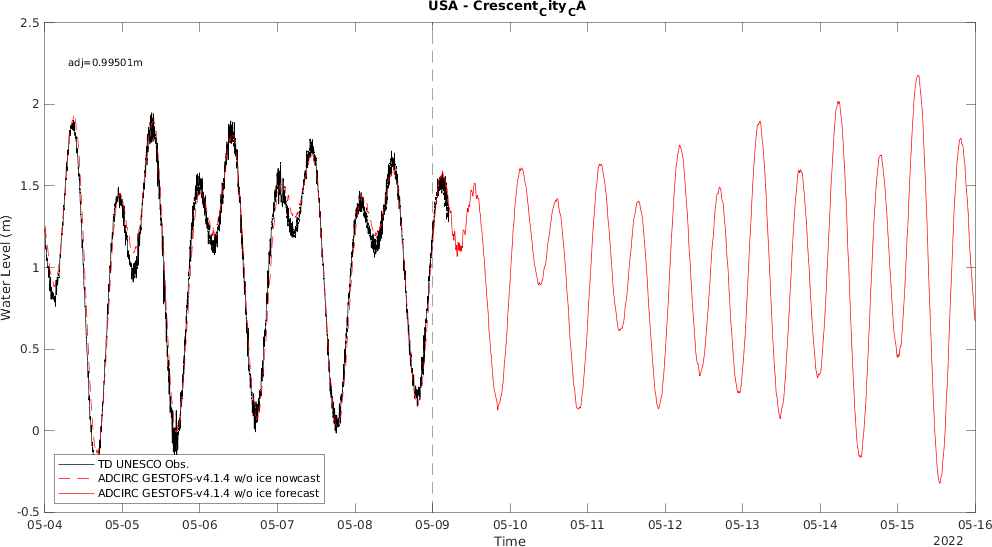 USA - Crescent_City_CA
adj=0.99501m
Water Level (m)
2.5
2
1.5
1
0.5
0
-0.5
TD UNESCO Obs.
ADCIRC GESTOFS-v4.1.4 w/o ice nowcast
ADCIRC GESTOFS-v4.1.4 w/o ice forecast
05-04 05-05 05-06 05-07 05-08 05-09 05-10 05-11 05-12 05-13 05-14 05-15 05-16
Time
2022